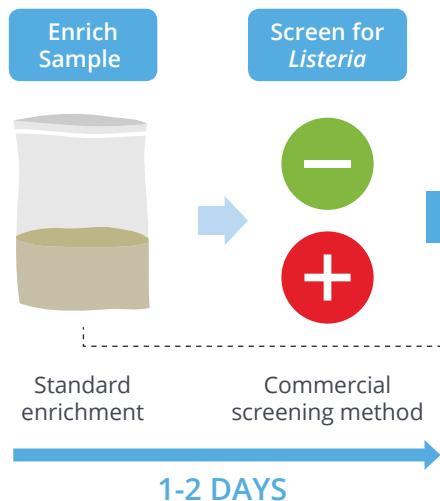 Enrich
Sample
Screen for
Listeria
Standard
enrichment
Commercial
screening method
1-2 DAYS